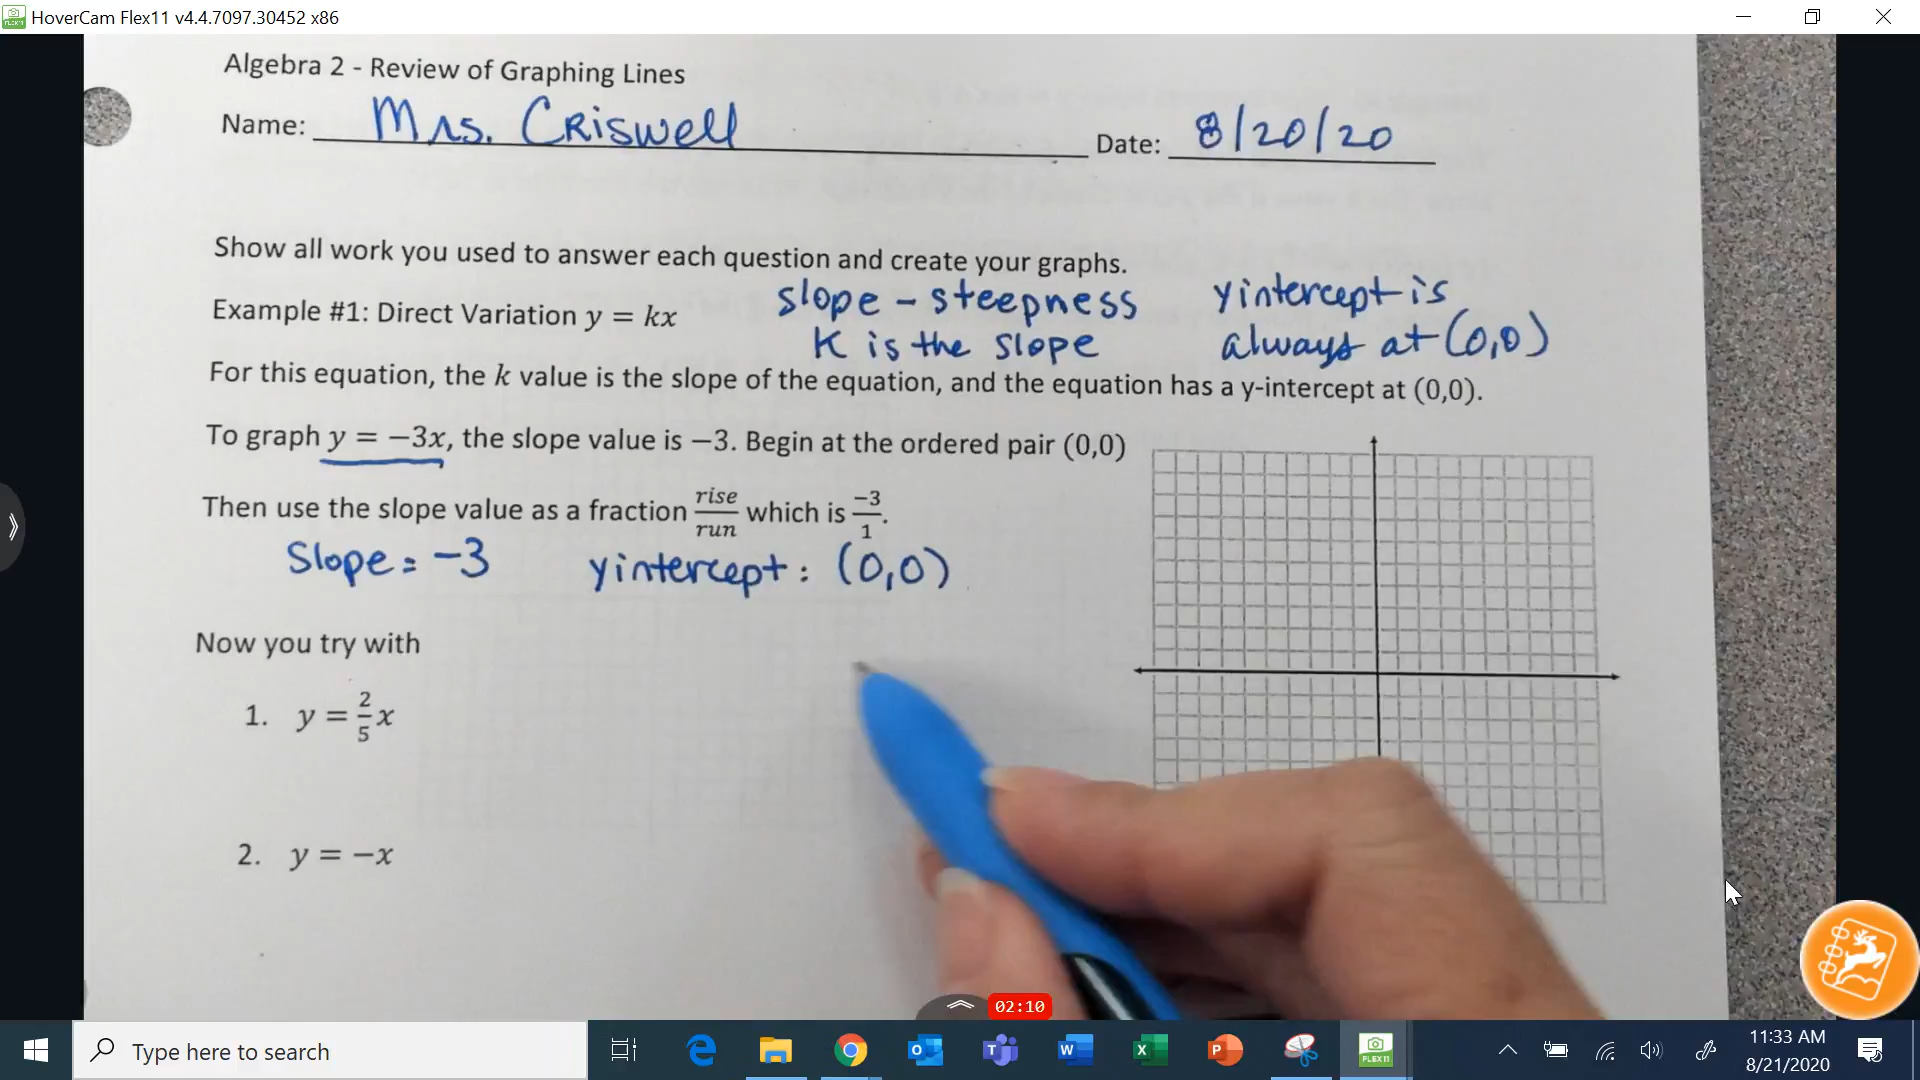 HoverCam Flex11 v4.4.7097.30452 x86
Algebra 2 - Review of Graphing Lines
Name: Mrs. Criswell Date: 8/20/20
Show all work you used to answer each question and create your graphs.
slope - steepness yintercept is
Example #1: Direct Variation y = kx
K is the slope always at (0,0)
For this equation, the k value is the slope of the equation, and the equation has a y-intercept at (0,0).
To graph y = −3x, the slope value is −3. Begin at the ordered pair (0,0)
Then use the slope value as a fraction rise/run which is −3/1.
Slope = -3 yintercept : (0,0)
Now you try with
1. y = 2/5 x
2. y = −x
02:10
Type here to search
11:33 AM
8/21/2020
FLEX11